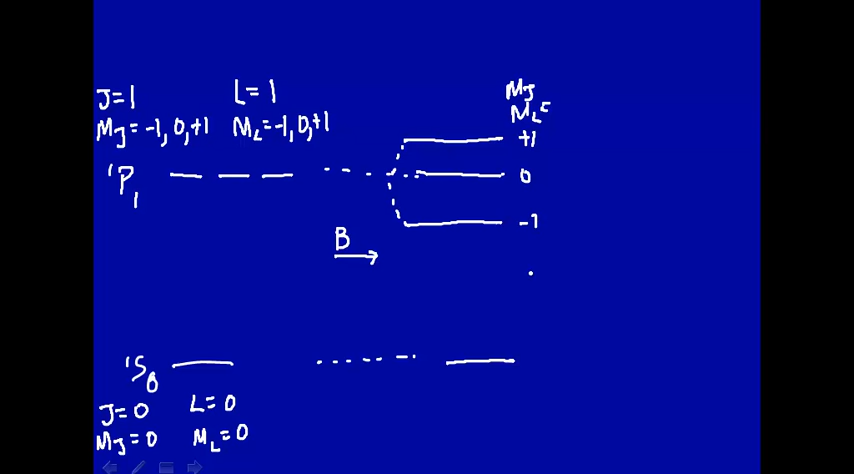 J=1 L=1
M_J=-1,0,+1 M_L=-1,0,+1
M_J
M_L=
+1
¹P₁
0
-1
B
¹S₀
J=0 L=0
M_J=0 M_L=0